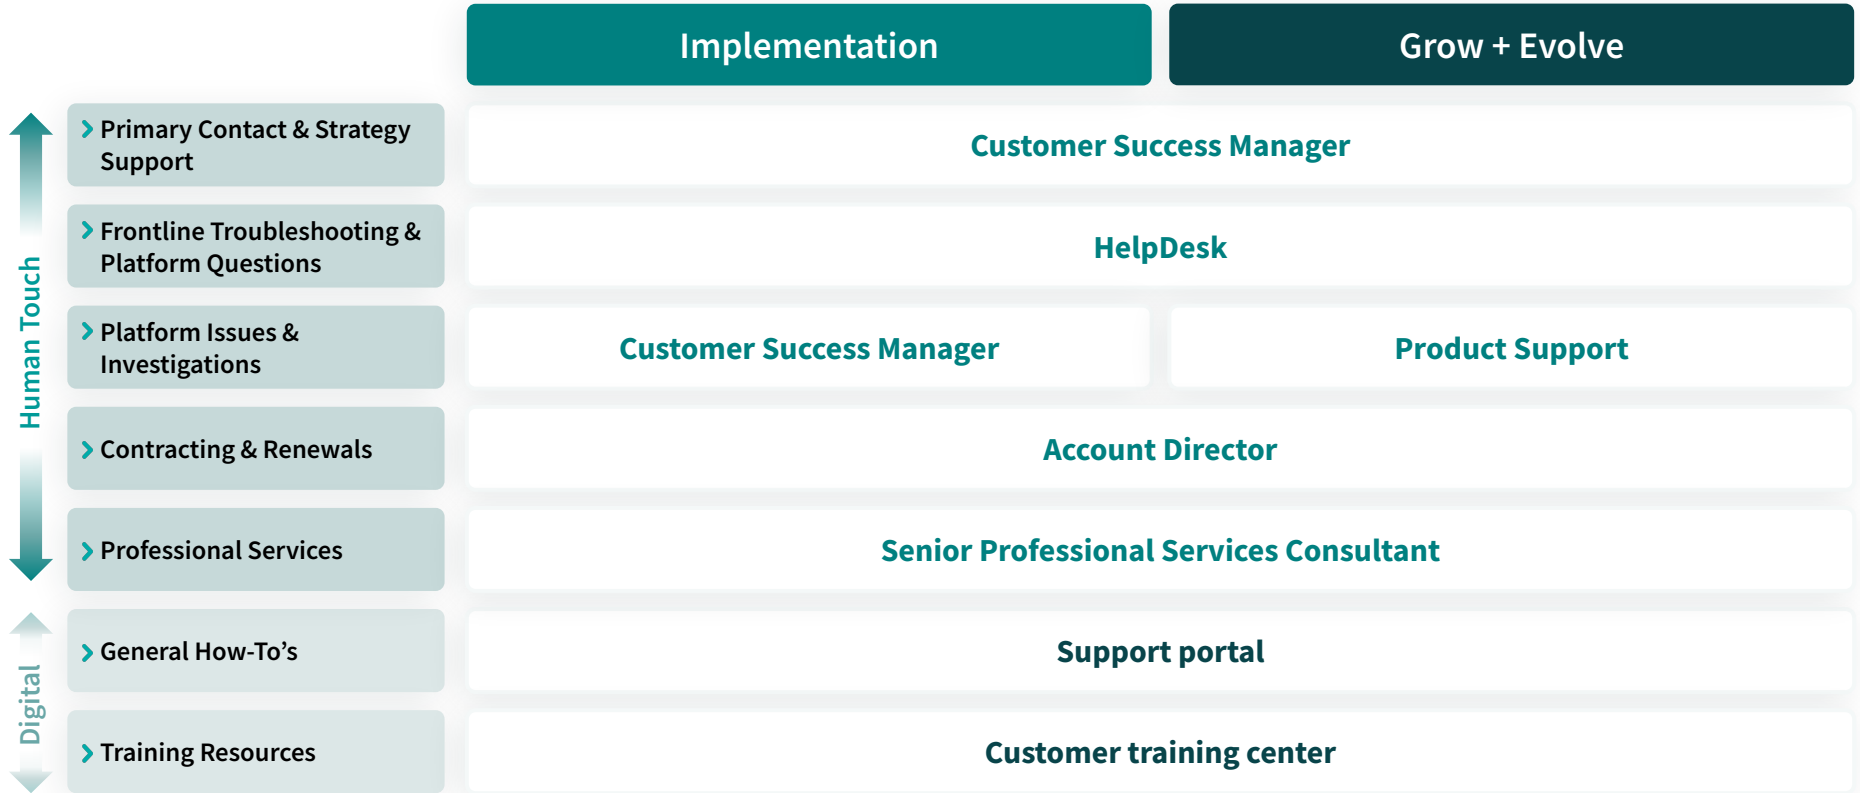 Implementation
Grow + Evolve
Human Touch
Primary Contact & Strategy
Support
Customer Success Manager
Frontline Troubleshooting &
Platform Questions
HelpDesk
Platform Issues &
Investigations
Customer Success Manager
Product Support
Contracting & Renewals
Account Director
Professional Services
Senior Professional Services Consultant
Digital
General How-To’s
Support portal
Training Resources
Customer training center